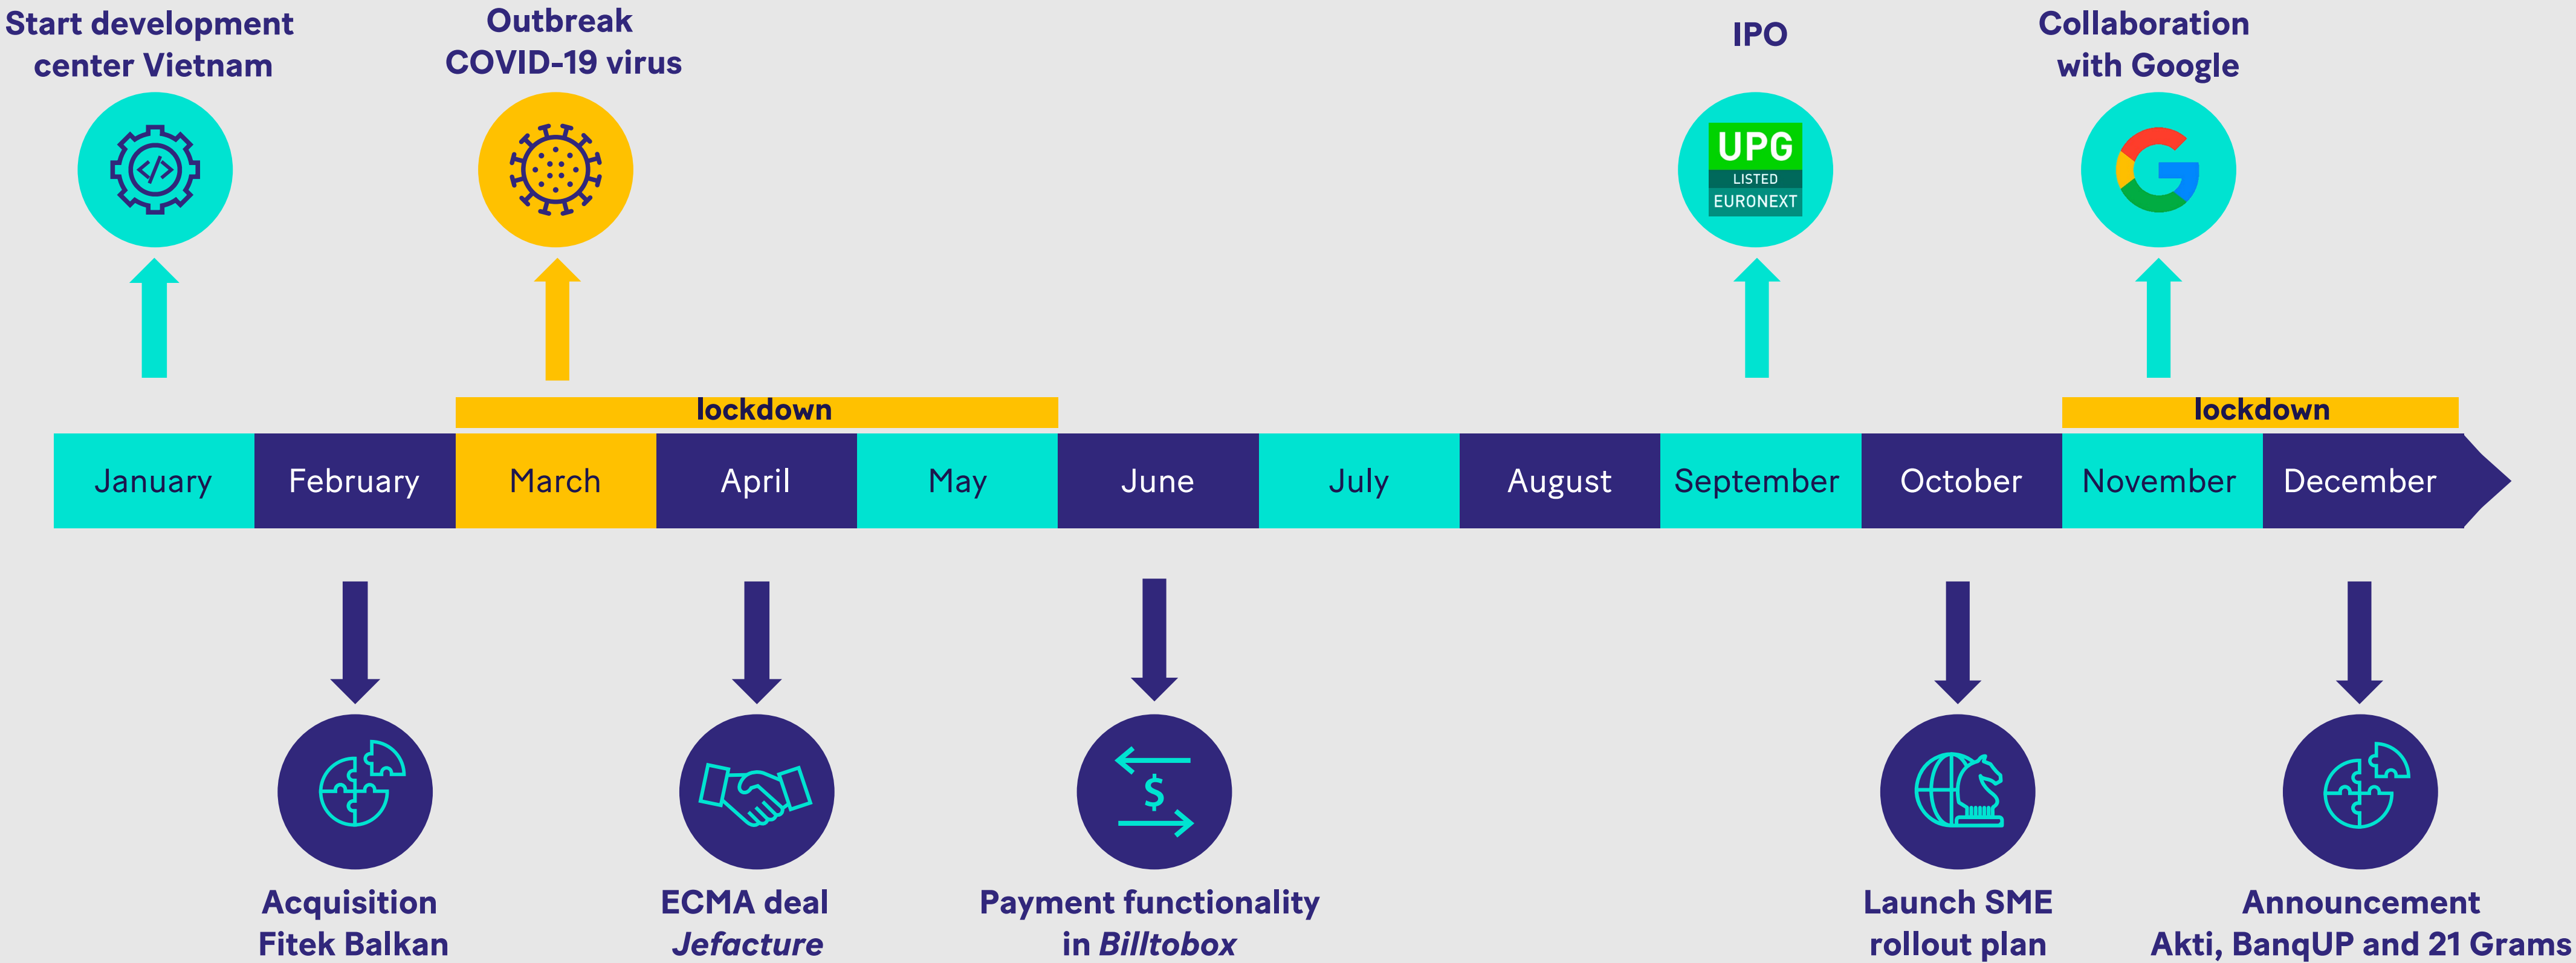 Start development
center Vietnam
Outbreak
COVID-19 virus
IPO
Collaboration
with Google
</>
UPG
LISTED
EURONEXT
G
lockdown
lockdown
January
February
March
April
May
June
July
August
September
October
November
December
$
Acquisition
Fitek Balkan
ECMA deal
Jefacture
Payment functionality
in Billtobox
Launch SME
rollout plan
Announcement
Akti, BanqUP and 21 Grams